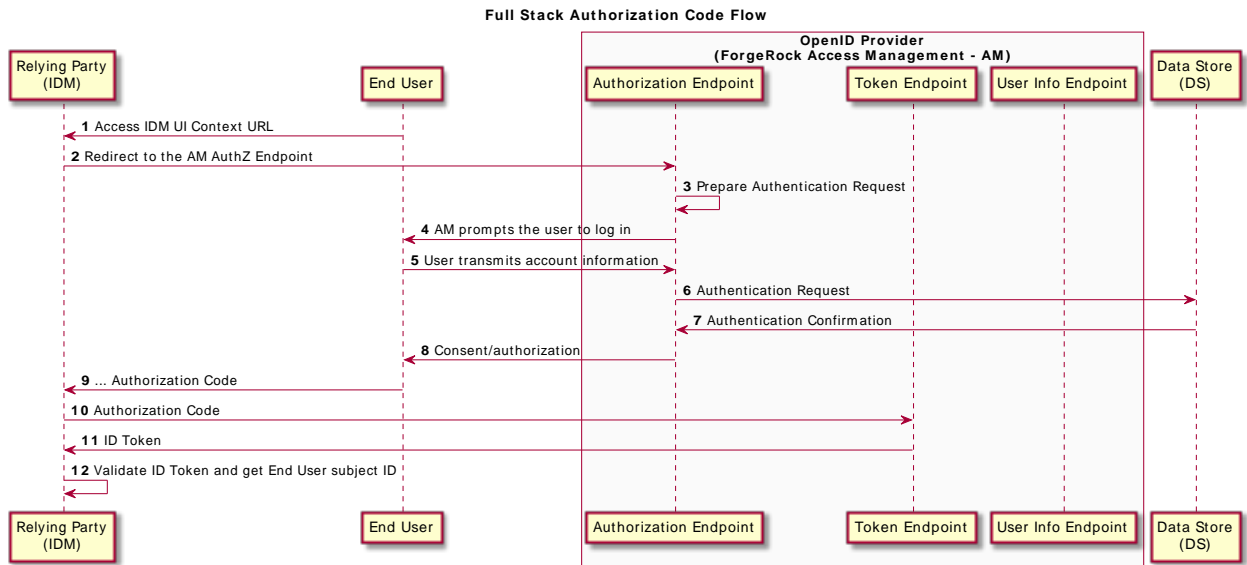 Full Stack Authorization Code Flow
OpenID Provider
(ForgeRock Access Management - AM)
Relying Party
(IDM)
End User
Authorization Endpoint
Token Endpoint
User Info Endpoint
Data Store
(DS)
1 Access IDM UI Context URL
2 Redirect to the AM AuthZ Endpoint
3 Prepare Authentication Request
4 AM prompts the user to log in
5 User transmits account information
6 Authentication Request
7 Authentication Confirmation
8 Consent/authorization
9 ... Authorization Code
10 Authorization Code
11 ID Token
12 Validate ID Token and get End User subject ID
Relying Party
(IDM)
End User
Authorization Endpoint
Token Endpoint
User Info Endpoint
Data Store
(DS)